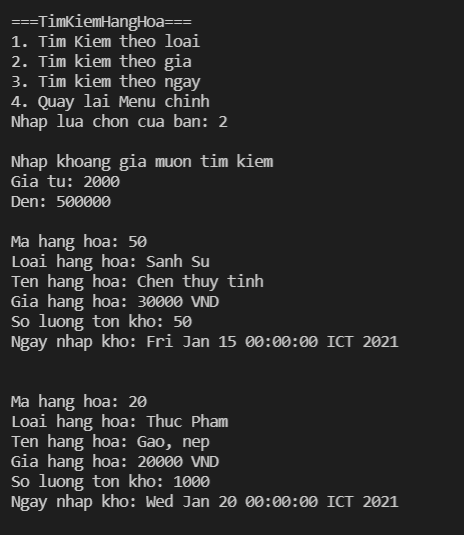 ===TimKiemHangHoa===
1. Tim Kiem theo loai
2. Tim kiem theo gia
3. Tim kiem theo ngay
4. Quay lai Menu chinh
Nhap lua chon cua ban: 2
Nhap khoang gia muon tim kiem
Gia tu: 2000
Den: 500000
Ma hang hoa: 50
Loai hang hoa: Sanh Su
Ten hang hoa: Chen thuy tinh
Gia hang hoa: 30000 VND
So luong ton kho: 50
Ngay nhap kho: Fri Jan 15 00:00:00 ICT 2021
Ma hang hoa: 20
Loai hang hoa: Thuc Pham
Ten hang hoa: Gao, nep
Gia hang hoa: 20000 VND
So luong ton kho: 1000
Ngay nhap kho: Wed Jan 20 00:00:00 ICT 2021